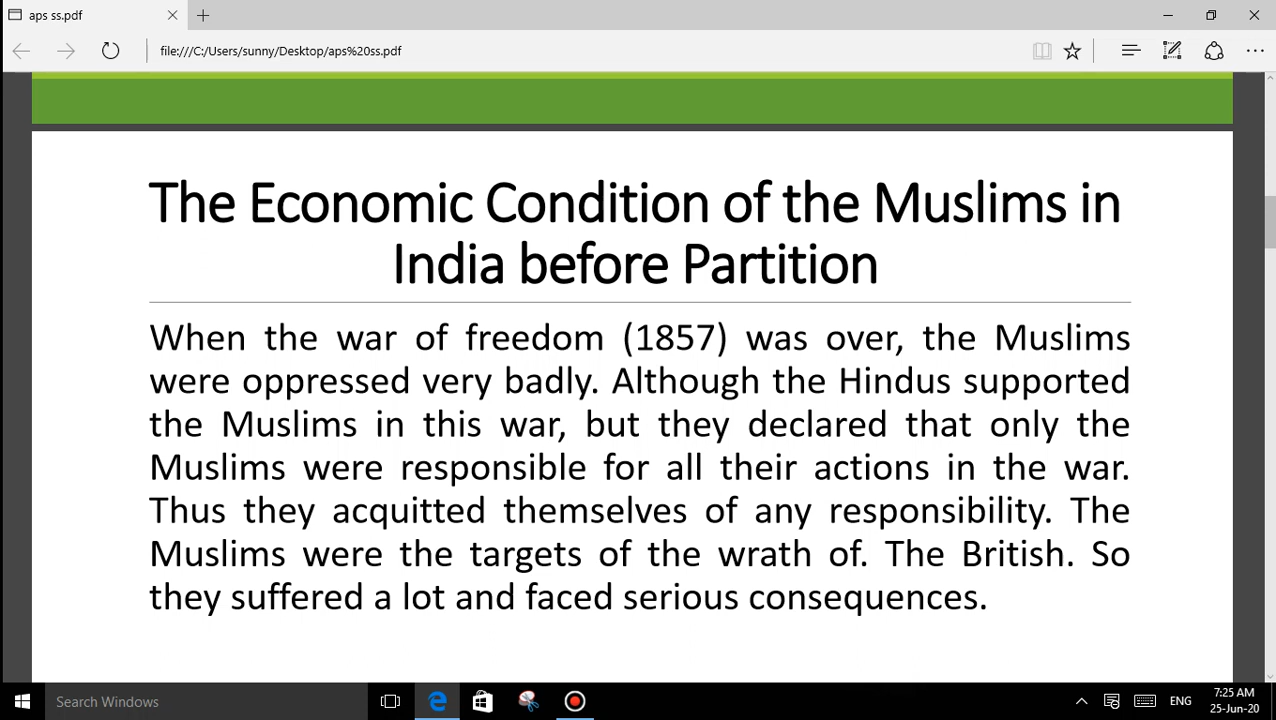 aps ss.pdf
file:///C:/Users/sunny/Desktop/aps%20ss.pdf
The Economic Condition of the Muslims in
India before Partition
When the war of freedom (1857) was over, the Muslims
were oppressed very badly. Although the Hindus supported
the Muslims in this war, but they declared that only the
Muslims were responsible for all their actions in the war.
Thus they acquitted themselves of any responsibility. The
Muslims were the targets of the wrath of. The British. So
they suffered a lot and faced serious consequences.
Search Windows
ENG
7:25 AM
25-Jun-20